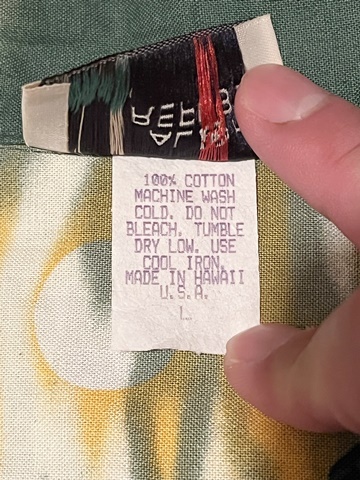 100% COTTON
MACHINE WASH
COLD. DO NOT
BLEACH. TUMBLE
DRY LOW. USE
COOL IRON.
MADE IN HAWAII
U.S.A.
L